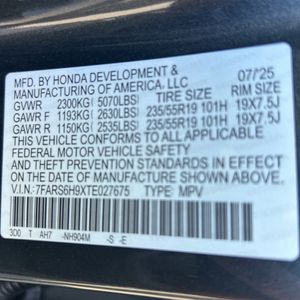 MFD. BY HONDA DEVELOPMENT &
MANUFACTURING OF AMERICA, LLC 07/25
GVWR 2300KG( 5070LBS) TIRE SIZE RIM SIZE
GAWR F 1193KG( 2630LBS) 235/55R19 101H 19X7.5J
GAWR R 1150KG( 2535LBS) 235/55R19 101H 19X7.5J
THIS VEHICLE CONFORMS TO ALL APPLICABLE
FEDERAL MOTOR VEHICLE SAFETY
AND THEFT PREVENTION STANDARDS IN EFFECT
ON THE DATE OF MANUFACTURE SHOWN ABOVE.
V.I.N.: 7FARS6H9XTE027675 TYPE: MPV
3D0 T AH7 -NH904M -S -E